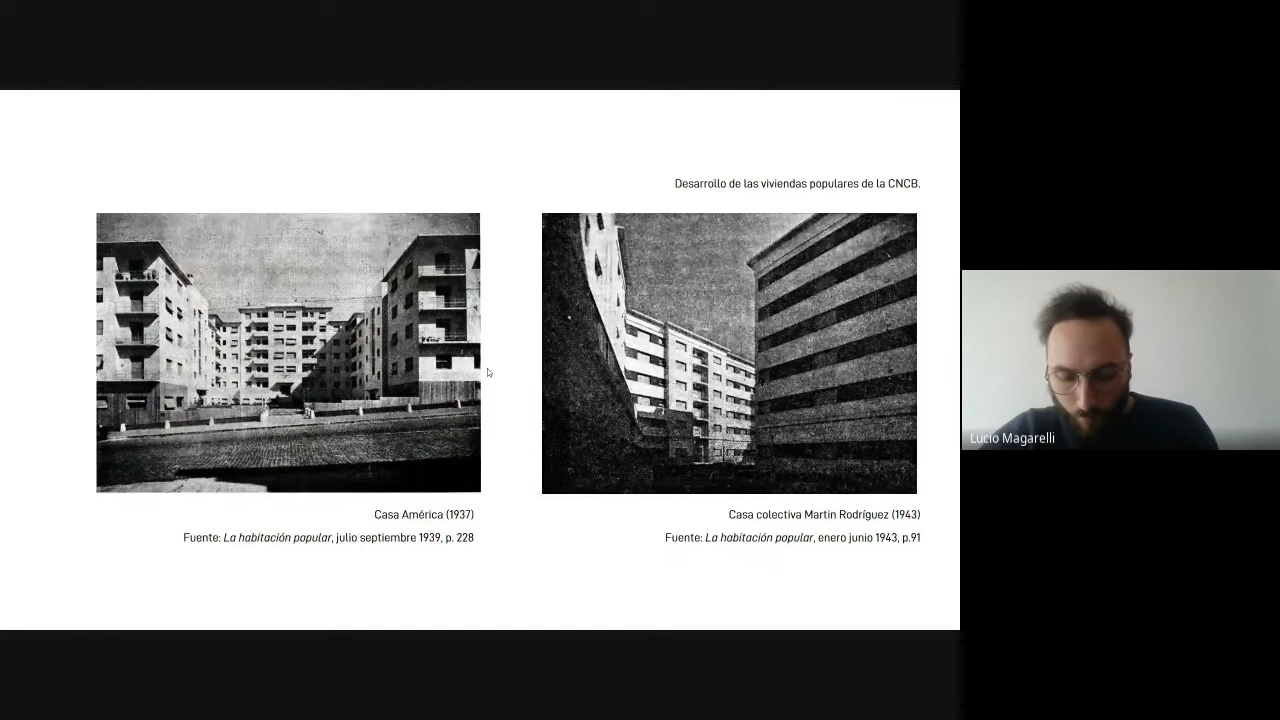 Desarrollo de las viviendas populares de la CNCB.
Casa América (1937)
Fuente: La habitación popular, julio septiembre 1939, p. 228
Casa colectiva Martin Rodríguez (1943)
Fuente: La habitación popular, enero junio 1943, p.91
Lucio Magarelli